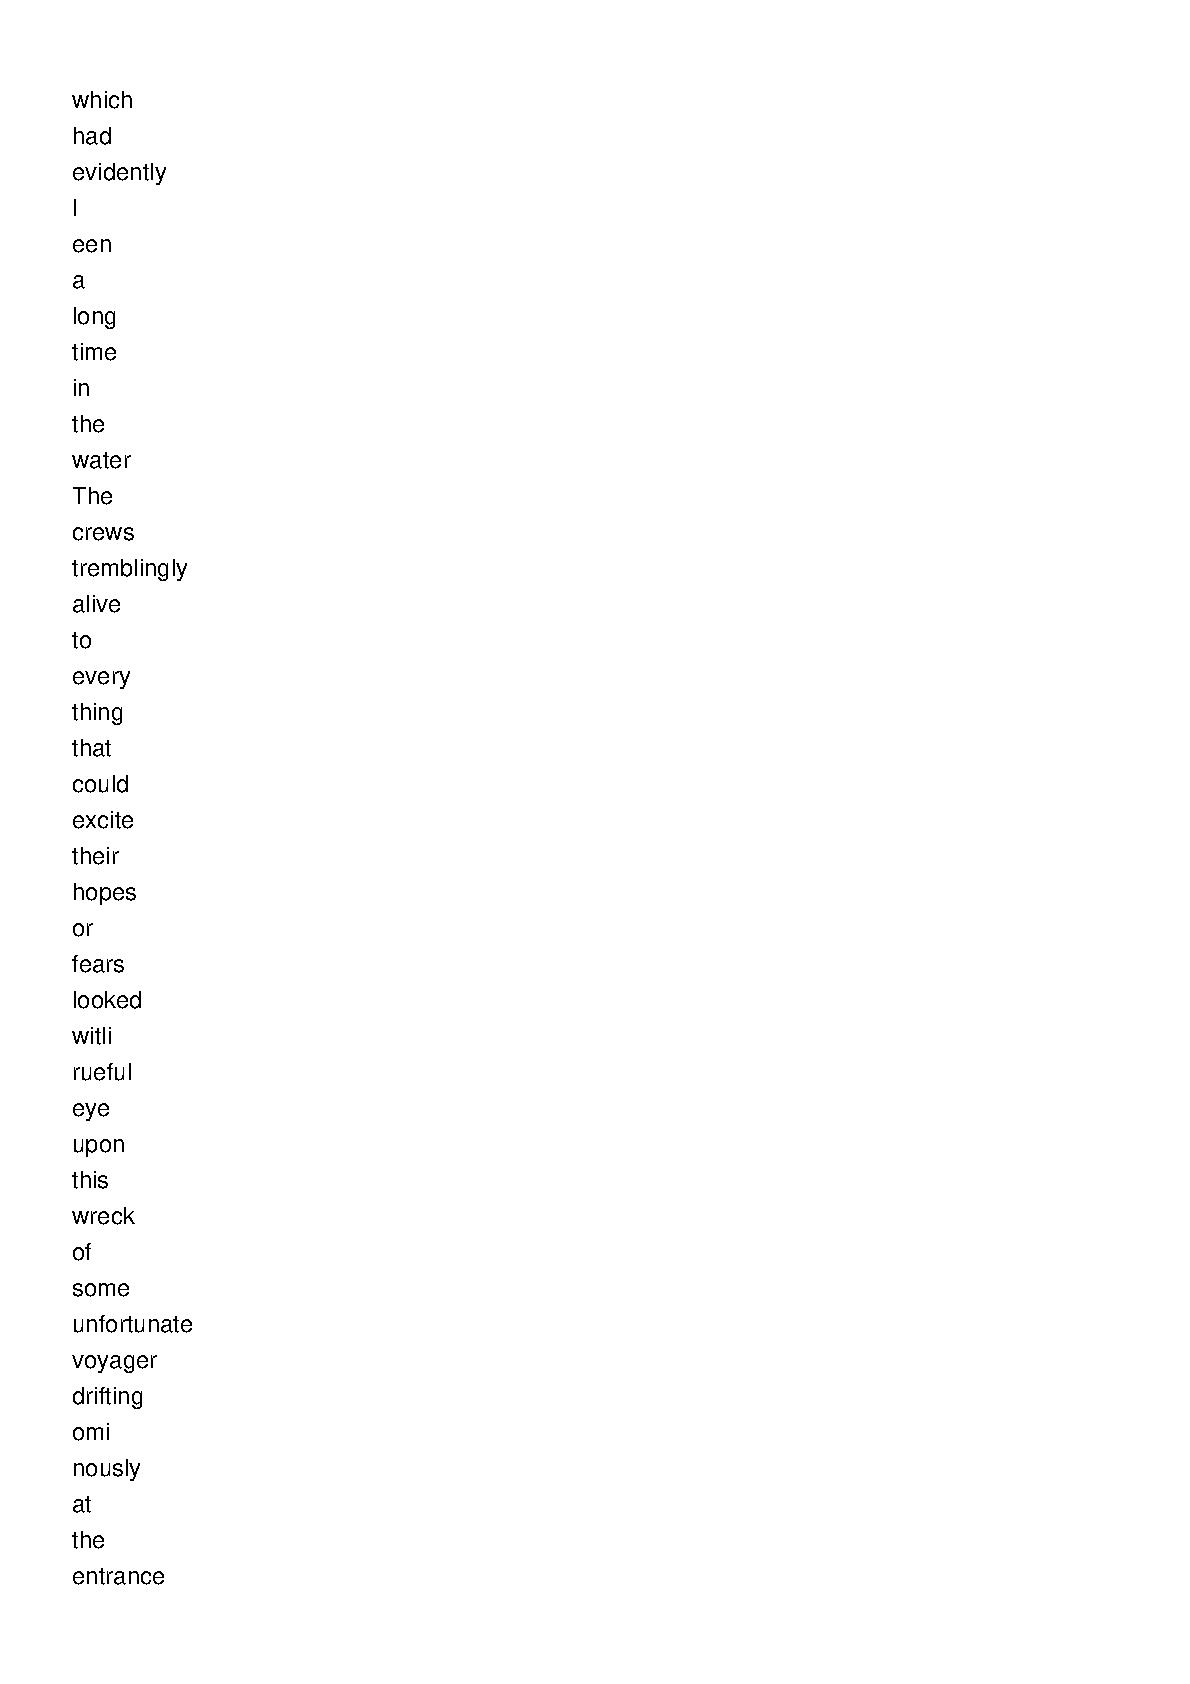 which
had
evidently
l
een
a
long
time
in
the
water
The
crews
tremblingly
alive
to
every
thing
that
could
excite
their
hopes
or
fears
looked
witli
rueful
eye
upon
this
wreck
of
some
unfortunate
voyager
drifting
omi
nously
at
the
entrance